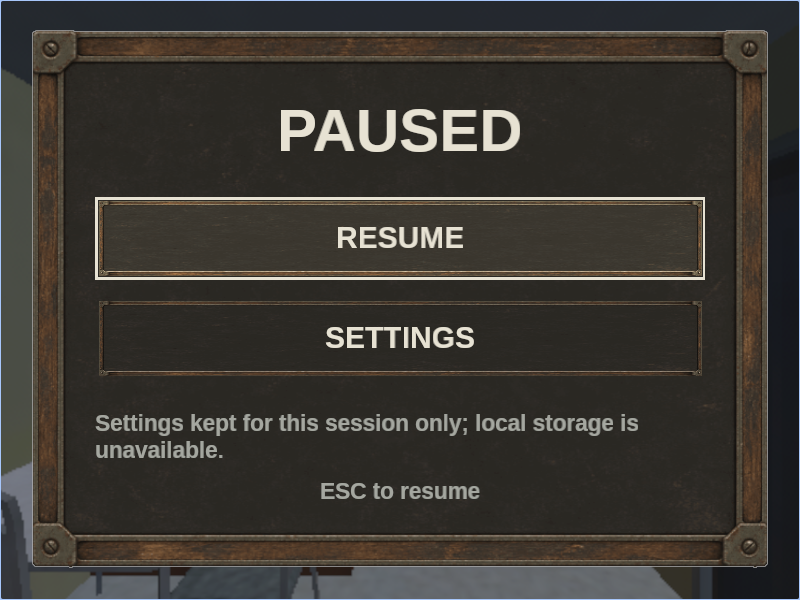 PAUSED
RESUME
SETTINGS
Settings kept for this session only; local storage is
unavailable.
ESC to resume